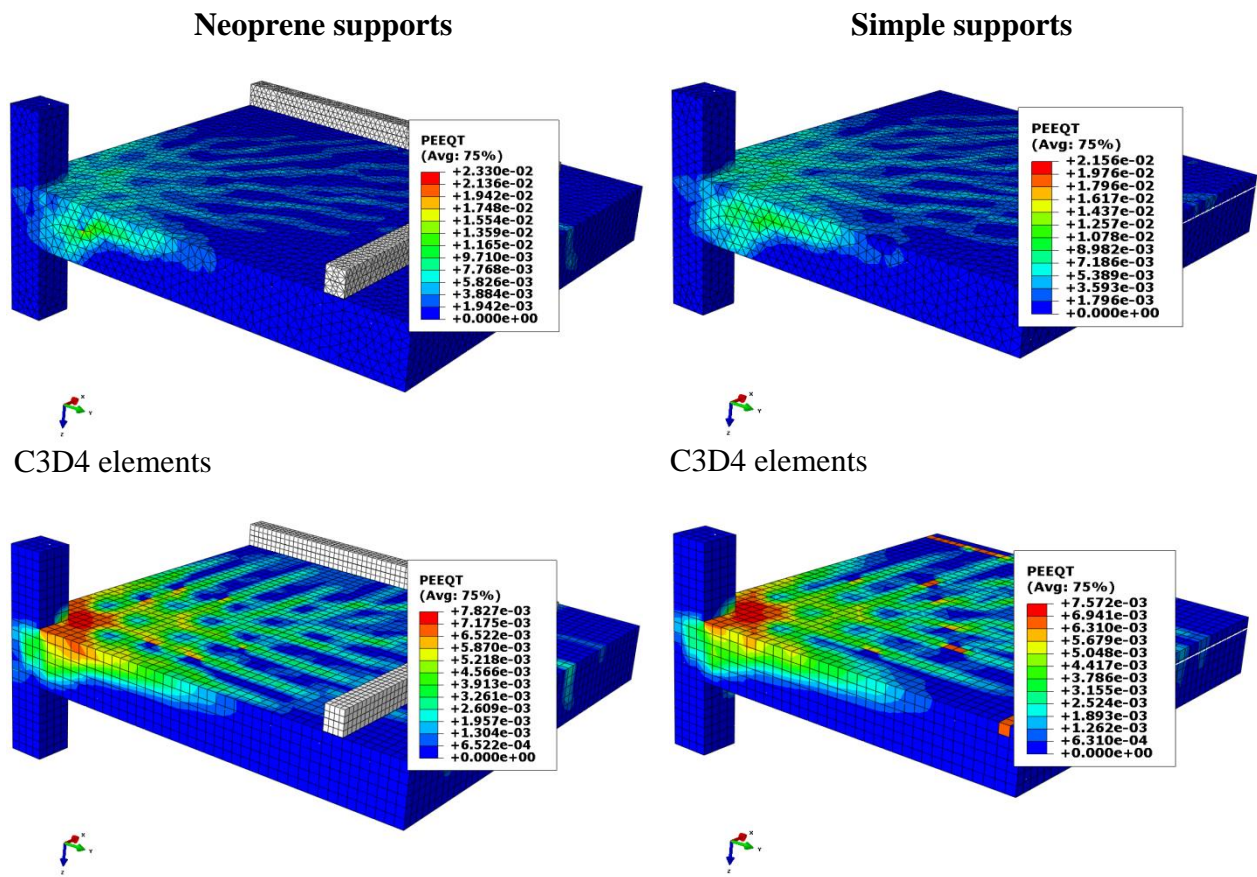 Neoprene supports
Simple supports
PEEQT
(Avg: 75%)
+2.330e-02
+2.136e-02
+1.942e-02
+1.748e-02
+1.554e-02
+1.359e-02
+1.165e-02
+9.710e-03
+7.768e-03
+5.826e-03
+3.884e-03
+1.942e-03
+0.000e+00
X
Y
Z
PEEQT
(Avg: 75%)
+2.156e-02
+1.976e-02
+1.796e-02
+1.617e-02
+1.437e-02
+1.257e-02
+1.078e-02
+8.982e-03
+7.186e-03
+5.389e-03
+3.593e-03
+1.796e-03
+0.000e+00
X
Y
Z
C3D4 elements
C3D4 elements
PEEQT
(Avg: 75%)
+7.827e-03
+7.175e-03
+6.522e-03
+5.870e-03
+5.218e-03
+4.566e-03
+3.913e-03
+3.261e-03
+2.609e-03
+1.957e-03
+1.304e-03
+6.522e-04
+0.000e+00
X
Y
Z
PEEQT
(Avg: 75%)
+7.572e-03
+6.941e-03
+6.310e-03
+5.679e-03
+5.048e-03
+4.417e-03
+3.786e-03
+3.155e-03
+2.524e-03
+1.893e-03
+1.262e-03
+6.310e-04
+0.000e+00
X
Y
Z